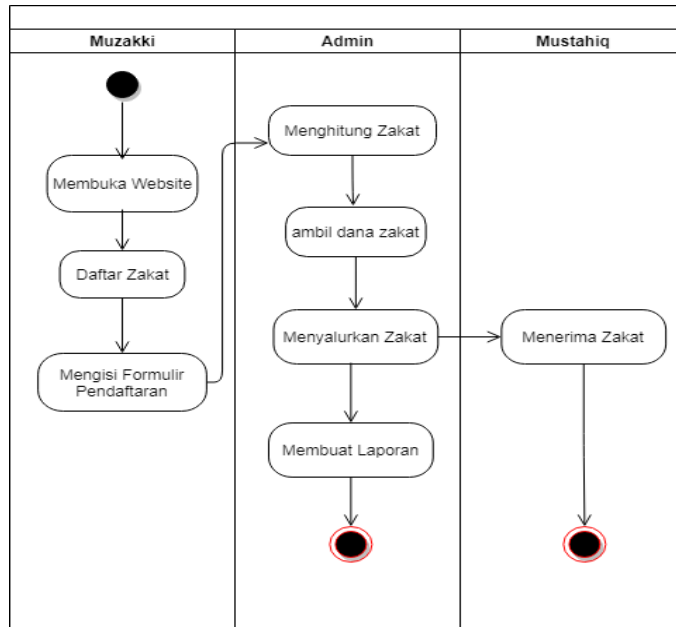 Muzakki
Admin
Mustahiq
Membuka Website
Daftar Zakat
Mengisi Formulir
Pendaftaran
Menghitung Zakat
ambil dana zakat
Menyalurkan Zakat
Membuat Laporan
Menerima Zakat